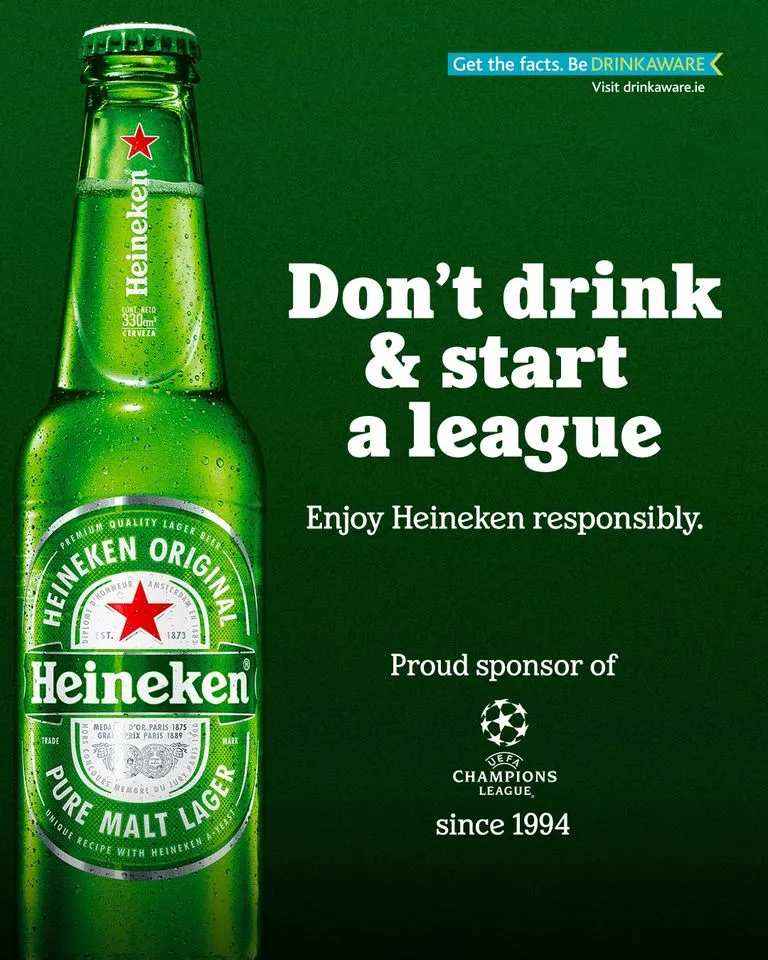 Get the facts. Be DRINKAWARE
Visit drinkaware.ie
Heineken
CONT. NETO
330cm³
CERVEZA
Don't drink
& start
a league
Enjoy Heineken responsibly.
PREMIUM QUALITY LAGER BEER
HEINEKEN ORIGINAL
DIPLOME D'HONNEUR AMSTERDAM EN 1883
EST. 1873
Heineken®
MEDAILLE D'OR PARIS 1875
GRAND PRIX PARIS 1889
HORS CONCOURS MEMBRE DU JURY PARIS 1900
TRADE MARK
PURE MALT LAGER
UNIQUE RECIPE WITH HEINEKEN A-YEAST
Proud sponsor of
UEFA
CHAMPIONS
LEAGUE
since 1994